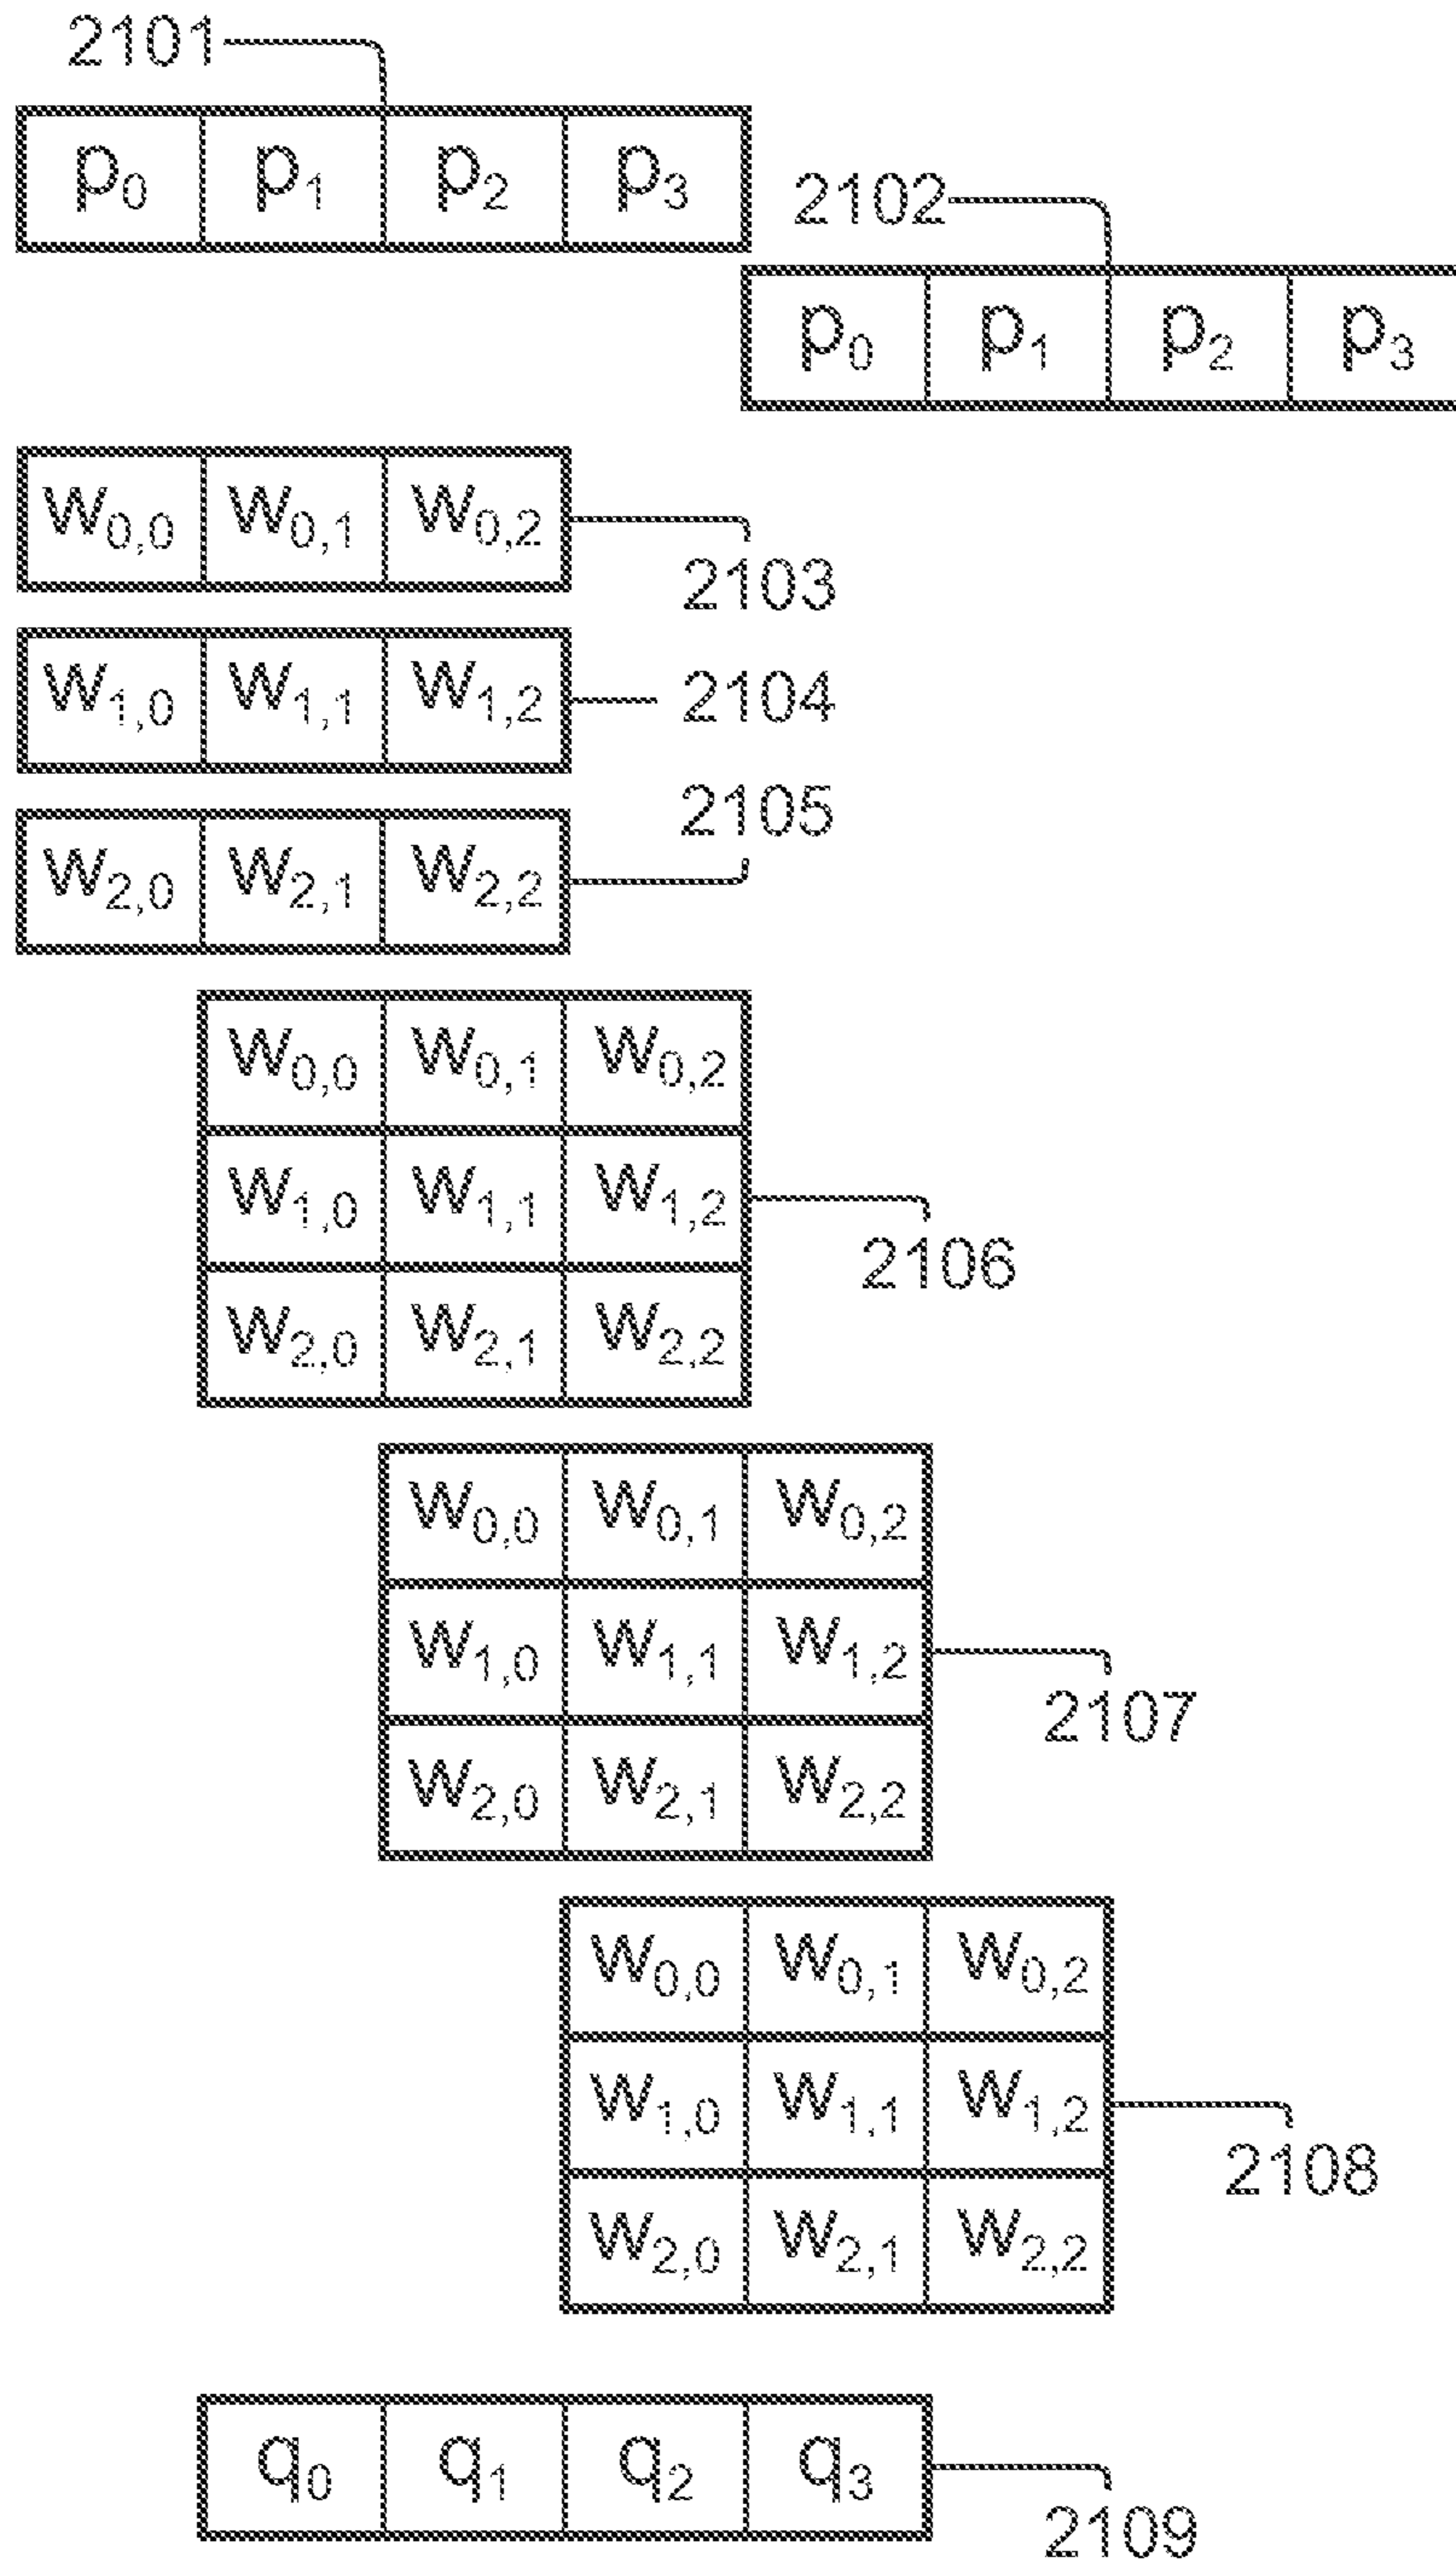 2101
p0 p1 p2 p3
2102
p0 p1 p2 p3
w0,0 w0,1 w0,2
2103
w1,0 w1,1 w1,2 2104
2105
w2,0 w2,1 w2,2
w0,0 w0,1 w0,2
w1,0 w1,1 w1,2
2106
w2,0 w2,1 w2,2
w0,0 w0,1 w0,2
w1,0 w1,1 w1,2
2107
w2,0 w2,1 w2,2
w0,0 w0,1 w0,2
w1,0 w1,1 w1,2
2108
w2,0 w2,1 w2,2
q0 q1 q2 q3
2109